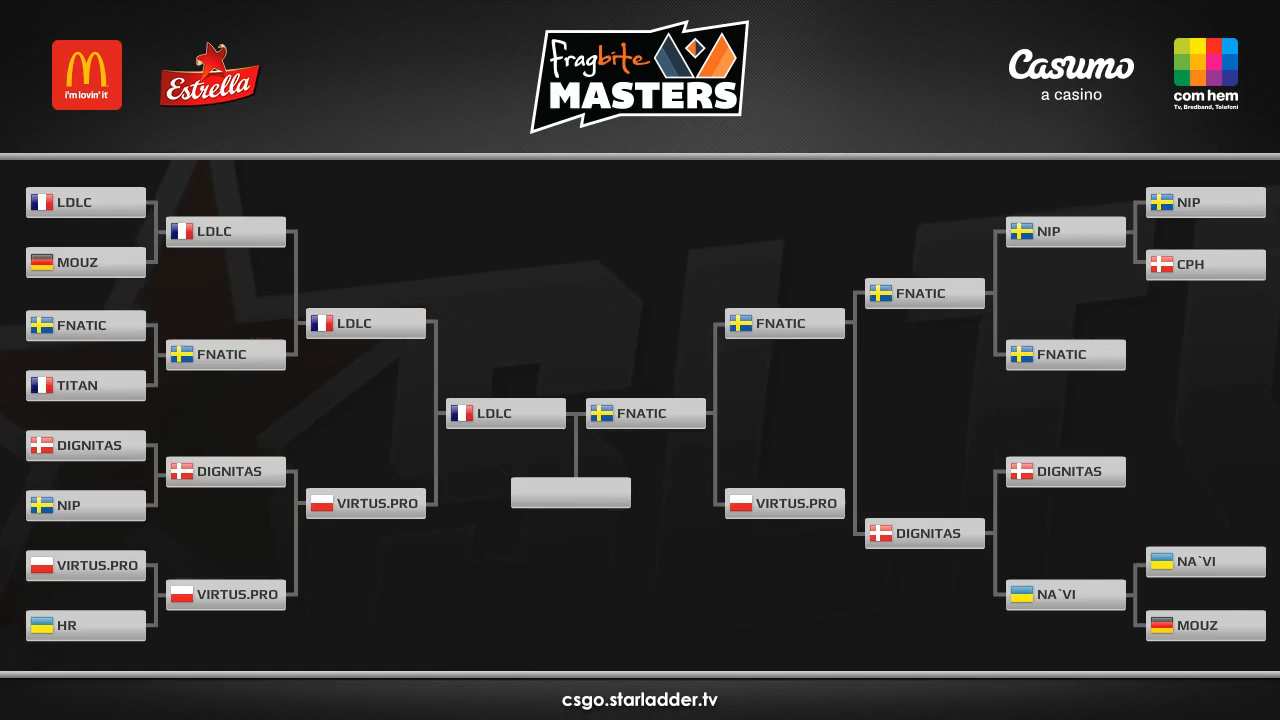 i'm lovin' it
Estrella
Fragbite
MASTERS
Casumo
a casino
com hem
Tv, Bredband, Telefoni
LDLC
MOUZ
FNATIC
TITAN
DIGNITAS
NIP
VIRTUS.PRO
HR
LDLC
FNATIC
DIGNITAS
VIRTUS.PRO
LDLC
VIRTUS.PRO
LDLC
FNATIC
FNATIC
VIRTUS.PRO
FNATIC
DIGNITAS
NIP
FNATIC
DIGNITAS
NA`VI
NIP
CPH
NA`VI
MOUZ
csgo.starladder.tv